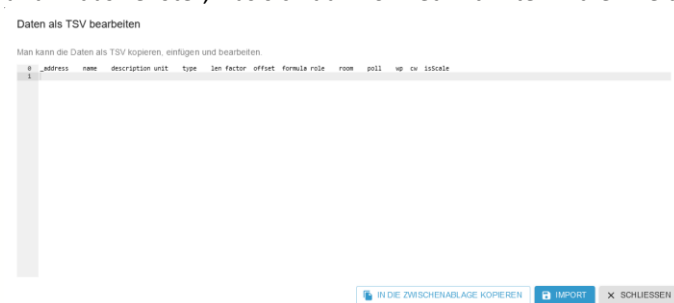 Daten als TSV bearbeiten
Man kann die Daten als TSV kopieren, einfügen und bearbeiten.
0 _address name description unit type len factor offset formula role room poll wp cw isScale
1
IN DIE ZWISCHENABLAGE KOPIEREN IMPORT SCHLIESSEN